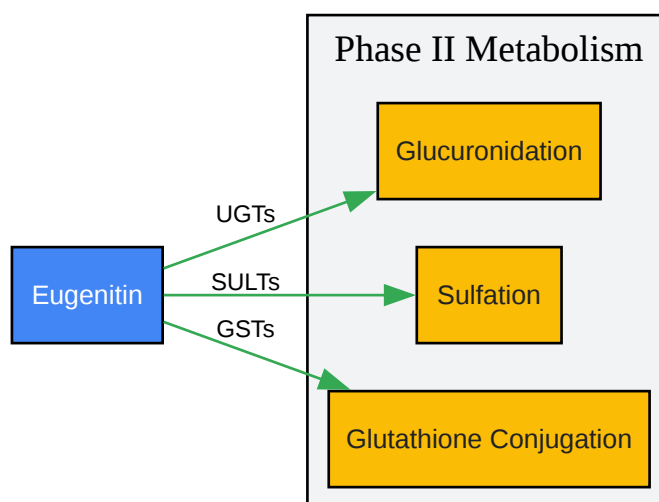 Phase II Metabolism
Glucuronidation
UGTs
Eugenitin
SULTs
Sulfation
GSTs
Glutathione Conjugation